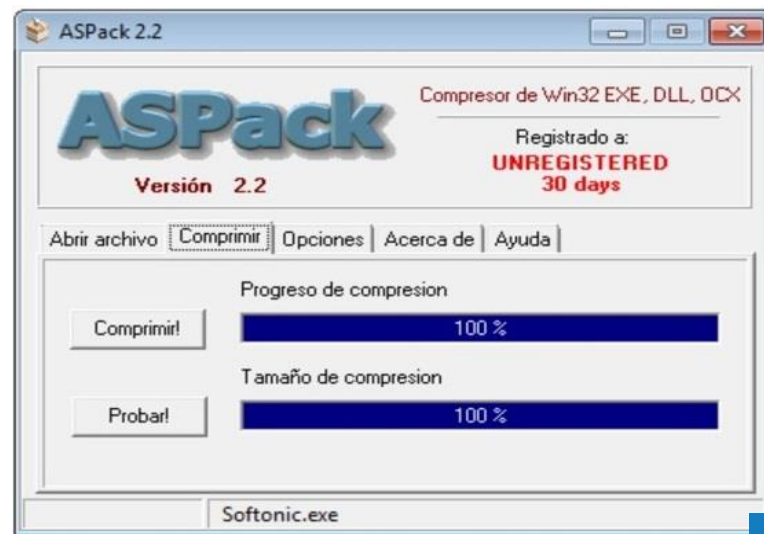 ASPack 2.2
ASPack
Versión 2.2
Compresor de Win32 EXE, DLL, OCX
Registrado a:
UNREGISTERED
30 days
Abrir archivo Comprimir Opciones Acerca de Ayuda
Progreso de compresion
Comprimir! 100 %
Tamaño de compresion
Probar! 100 %
Softonic.exe